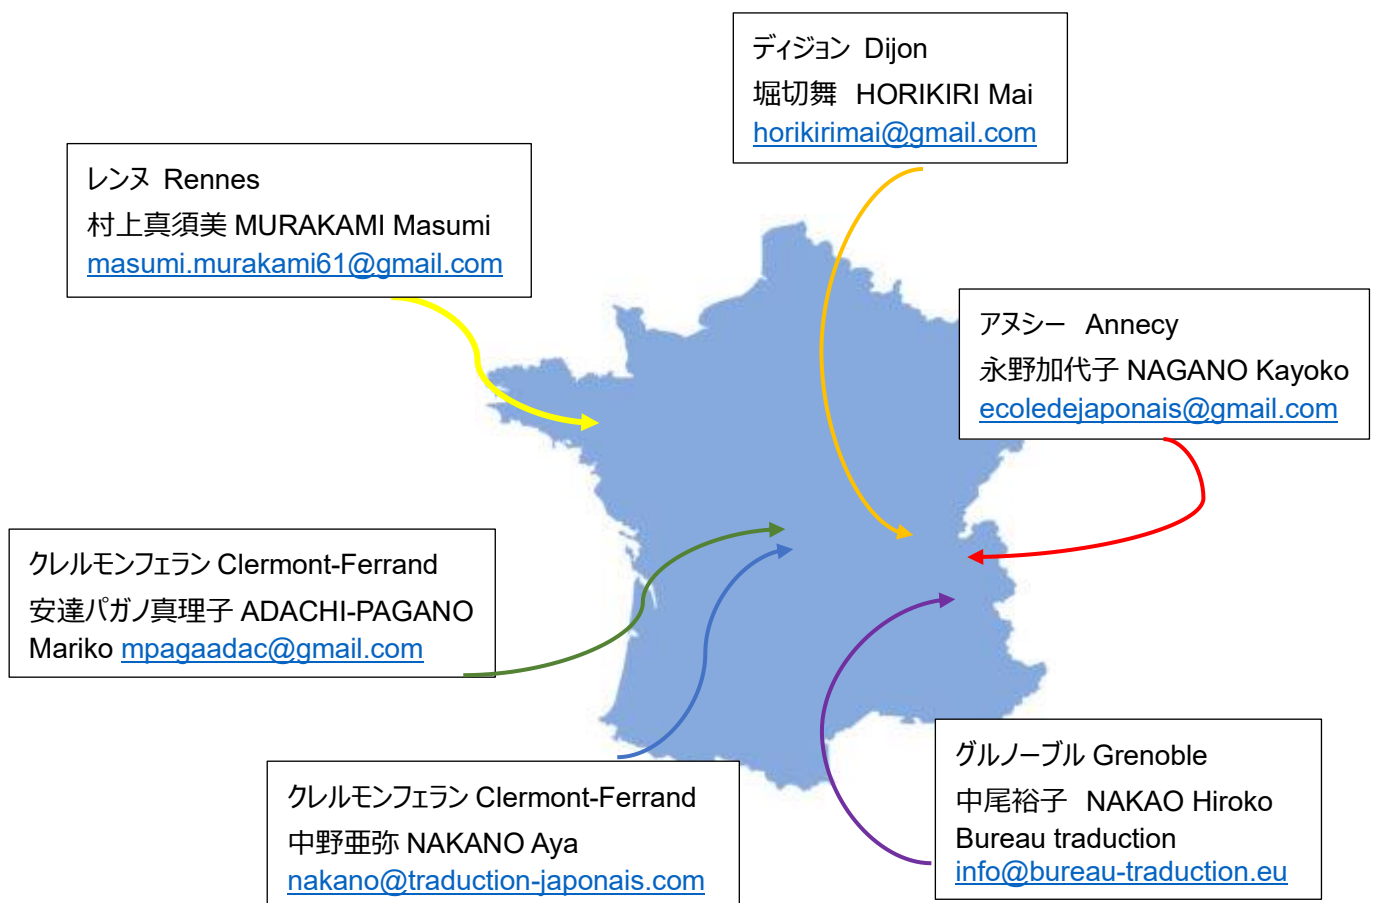 ディジョン Dijon
堀切舞 HORIKIRI Mai
horikirimai@gmail.com
レンヌ Rennes
村上真須美 MURAKAMI Masumi
masumi.murakami61@gmail.com
アヌシー Annecy
永野加代子 NAGANO Kayoko
ecoledejaponais@gmail.com
クレルモンフェラン Clermont-Ferrand
安達パガノ真理子 ADACHI-PAGANO
Mariko mpagaadac@gmail.com
クレルモンフェラン Clermont-Ferrand
中野亜弥 NAKANO Aya
nakano@traduction-japonais.com
グルノーブル Grenoble
中尾裕子 NAKAO Hiroko
Bureau traduction
info@bureau-traduction.eu